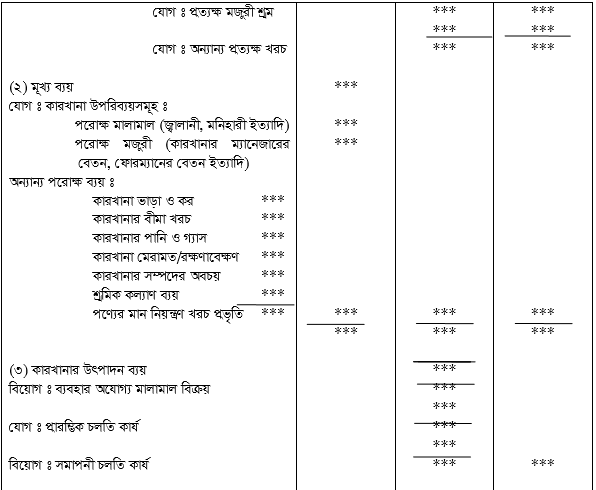 যোগ ঃ প্রত্যক্ষ মজুরী শ্রম *** ***
*** ***
যোগ ঃ অন্যান্য প্রত্যক্ষ খরচ *** ***
(২) মূখ্য ব্যয় ***
যোগ ঃ কারখানা উপরিব্যয়সমূহ ঃ
পরোক্ষ মালামাল (জ্বালানী, মনিহারী ইত্যাদি) ***
পরোক্ষ মজুরী (কারখানার ম্যানেজারের ***
বেতন, ফোরম্যানের বেতন ইত্যাদি)
অন্যান্য পরোক্ষ ব্যয় ঃ
কারখানা ভাড়া ও কর ***
কারখানার বীমা খরচ ***
কারখানার পানি ও গ্যাস ***
কারখানা মেরামত/রক্ষণাবেক্ষণ ***
কারখানার সম্পদের অবচয় ***
শ্রমিক কল্যাণ ব্যয় ***
পণ্যের মান নিয়ন্ত্রণ খরচ প্রভৃতি *** *** *** ***
*** *** ***
(৩) কারখানার উৎপাদন ব্যয় ***
বিয়োগ ঃ ব্যবহার অযোগ্য মালামাল বিক্রয় ***
***
যোগ ঃ প্রারম্ভিক চলতি কার্য ***
***
বিয়োগ ঃ সমাপনী চলতি কার্য *** ***